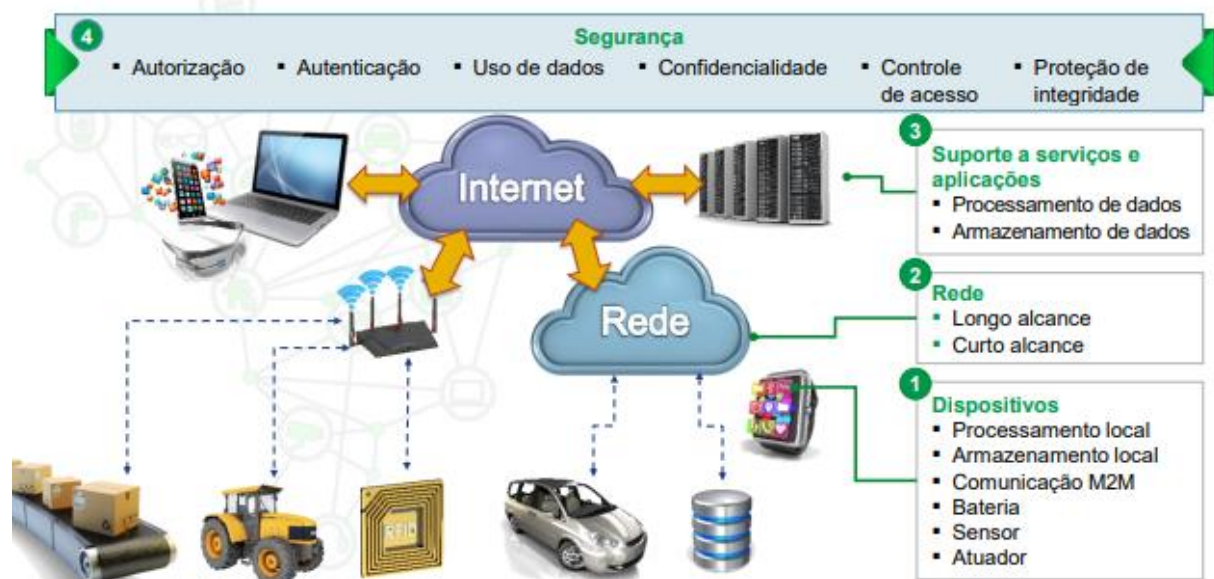 4
Segurança
▪ Autorização ▪ Autenticação ▪ Uso de dados ▪ Confidencialidade ▪ Controle de acesso ▪ Proteção de integridade
Internet
3
Suporte a serviços e
aplicações
▪ Processamento de dados
▪ Armazenamento de dados
Rede
2
Rede
▪ Longo alcance
▪ Curto alcance
1
Dispositivos
▪ Processamento local
▪ Armazenamento local
▪ Comunicação M2M
▪ Bateria
▪ Sensor
▪ Atuador
RFID